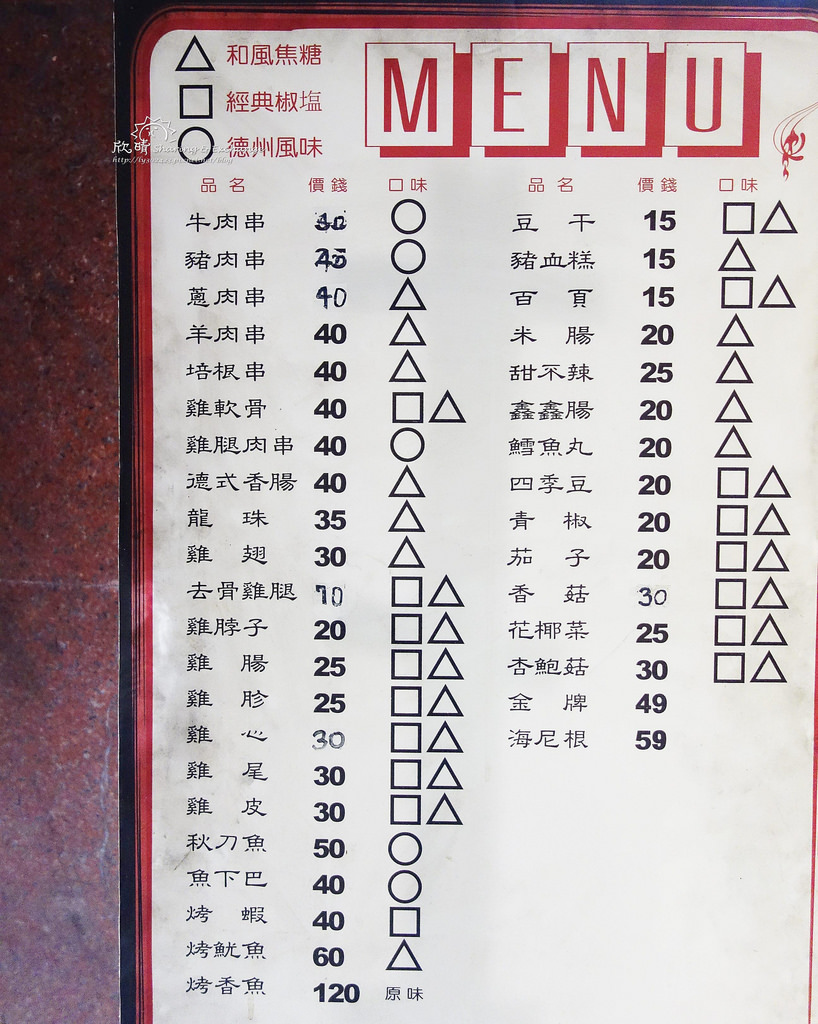 △ 和風焦糖
□ 經典椒塩
○ 德州風味
MENU
欣晴
品名 價錢 口味
牛肉串 ○
豬肉串 ○
蔥肉串 40 △
羊肉串 40 △
培根串 40 △
雞軟骨 40 □△
雞腿肉串 40 ○
德式香腸 40 △
龍珠 35 △
雞翅 30 △
去骨雞腿 70 □△
雞脖子 20 □△
雞腸 25 □△
雞胗 25 □△
雞心 30 □△
雞尾 30 □△
雞皮 30 □△
秋刀魚 50 ○
魚下巴 40 ○
烤蝦 40 □
烤魷魚 60 △
烤香魚 120 原味
品名 價錢 口味
豆干 15 □△
豬血糕 15 △
百頁 15 □△
米腸 20 △
甜不辣 25 △
鑫鑫腸 20 △
鱈魚丸 20 △
四季豆 20 □△
青椒 20 □△
茄子 20 □△
香菇 30 □△
花椰菜 25 □△
杏鮑菇 30 □△
金牌 49
海尼根 59